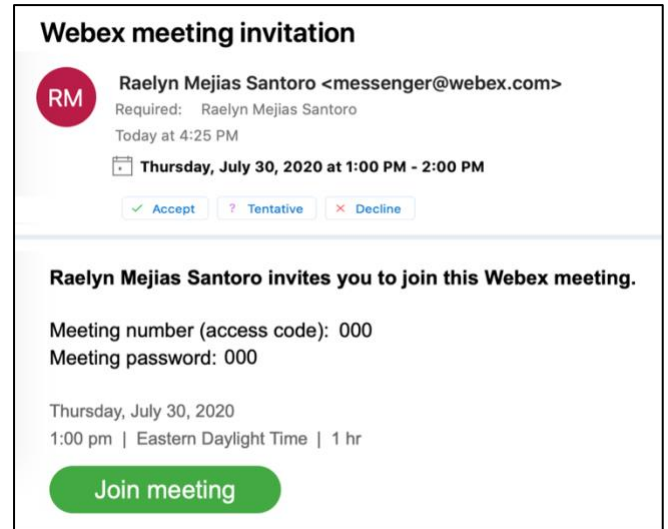 Webex meeting invitation
RM
Raelyn Mejias Santoro <messenger@webex.com>
Required: Raelyn Mejias Santoro
Today at 4:25 PM
Thursday, July 30, 2020 at 1:00 PM - 2:00 PM
✓ Accept ? Tentative × Decline
Raelyn Mejias Santoro invites you to join this Webex meeting.
Meeting number (access code): 000
Meeting password: 000
Thursday, July 30, 2020
1:00 pm | Eastern Daylight Time | 1 hr
Join meeting